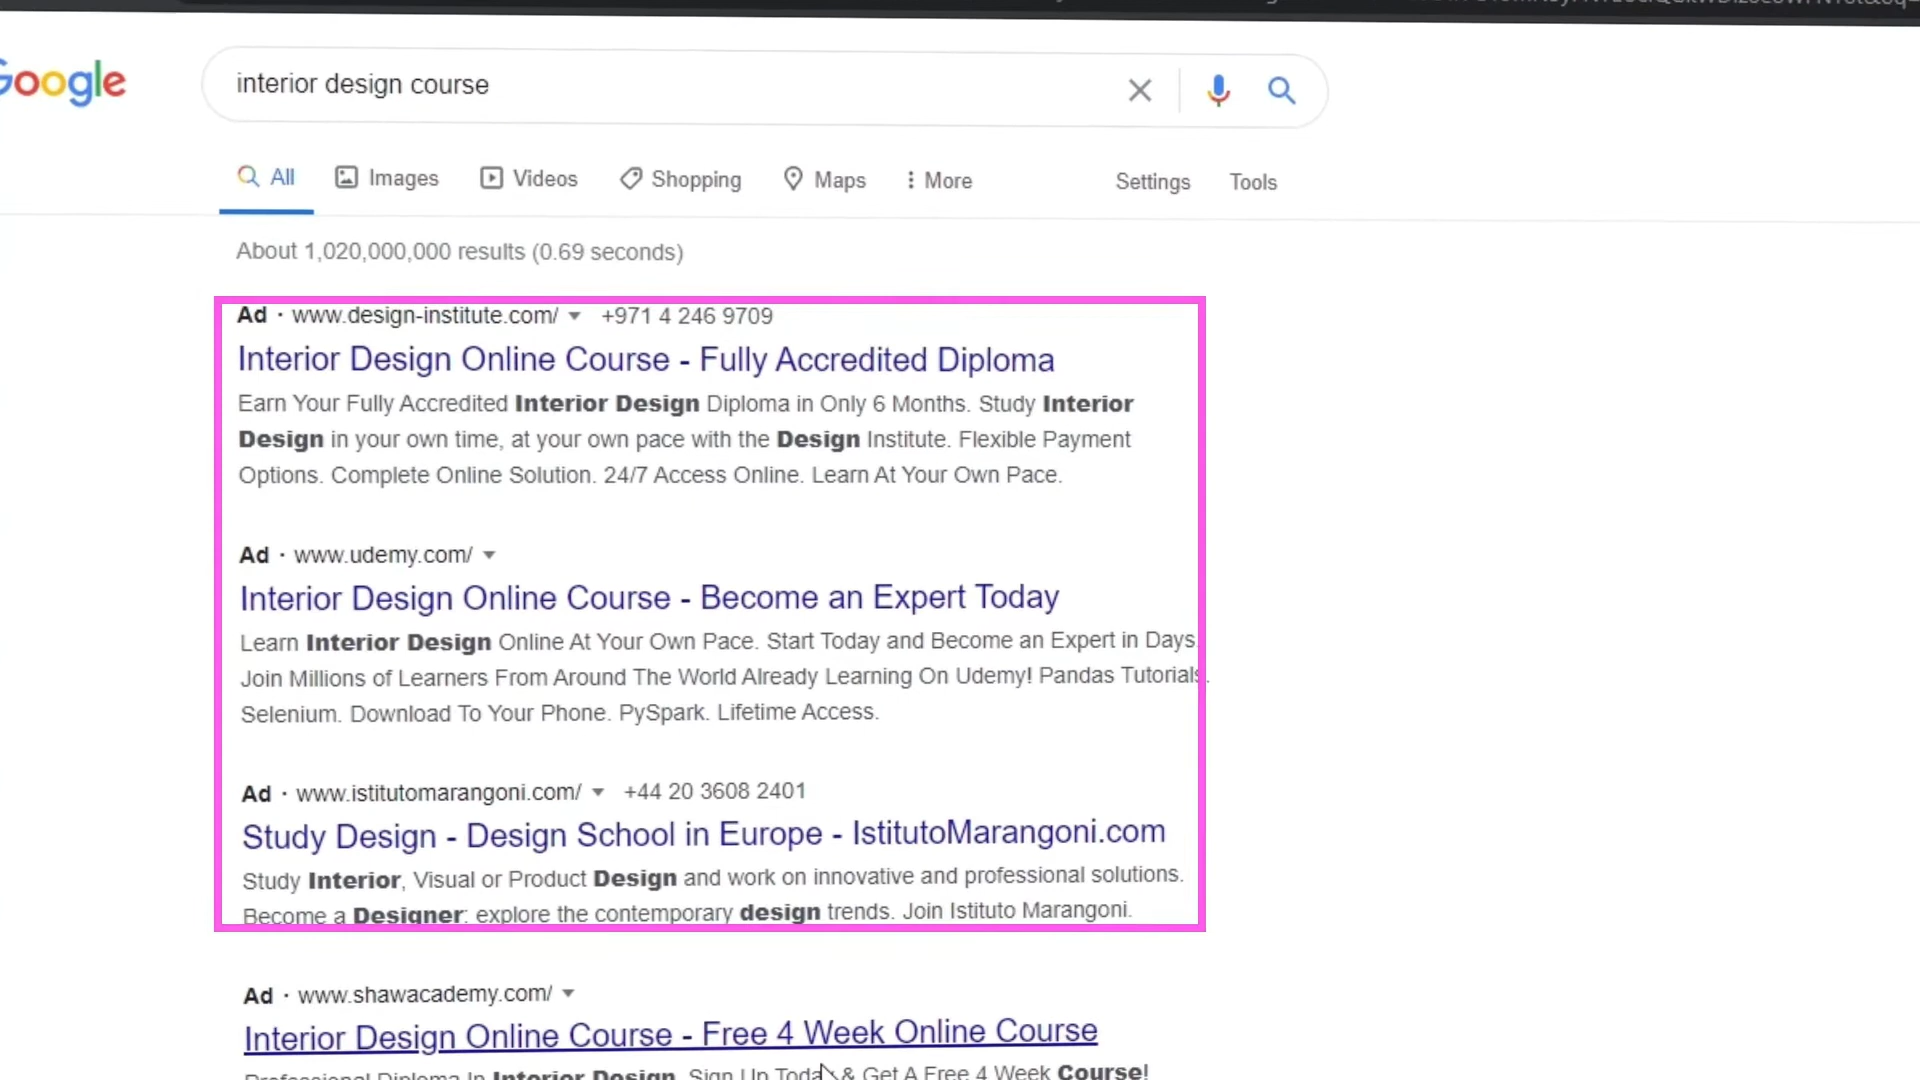 Google
interior design course
All Images Videos Shopping Maps More Settings Tools
About 1,020,000,000 results (0.69 seconds)
Ad · www.design-institute.com/ +971 4 246 9709
Interior Design Online Course - Fully Accredited Diploma
Earn Your Fully Accredited Interior Design Diploma in Only 6 Months. Study Interior
Design in your own time, at your own pace with the Design Institute. Flexible Payment
Options. Complete Online Solution. 24/7 Access Online. Learn At Your Own Pace.
Ad · www.udemy.com/
Interior Design Online Course - Become an Expert Today
Learn Interior Design Online At Your Own Pace. Start Today and Become an Expert in Days.
Join Millions of Learners From Around The World Already Learning On Udemy! Pandas Tutorials.
Selenium. Download To Your Phone. PySpark. Lifetime Access.
Ad · www.istitutomarangoni.com/ +44 20 3608 2401
Study Design - Design School in Europe - IstitutoMarangoni.com
Study Interior, Visual or Product Design and work on innovative and professional solutions.
Become a Designer: explore the contemporary design trends. Join Istituto Marangoni.
Ad · www.shawacademy.com/
Interior Design Online Course - Free 4 Week Online Course
Professional Diploma In Interior Design. Sign Up Today & Get A Free 4 Week Course!